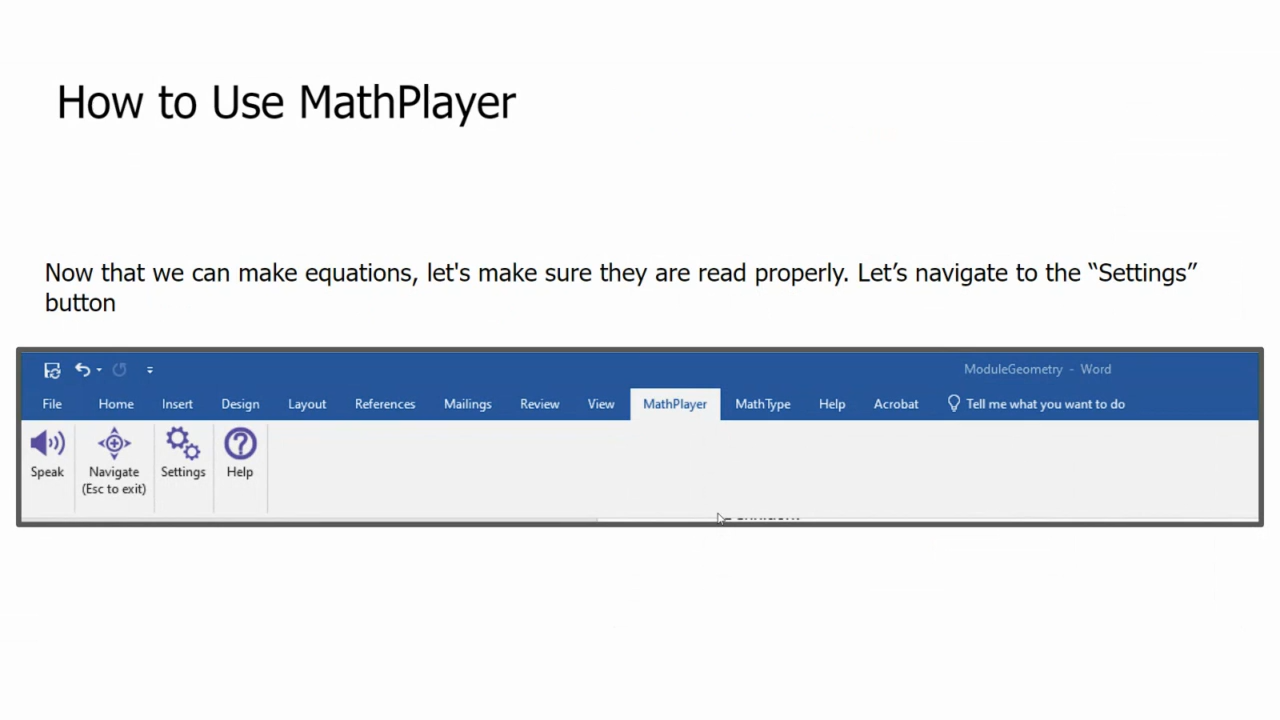 How to Use MathPlayer
Now that we can make equations, let's make sure they are read properly. Let’s navigate to the “Settings”
button
ModuleGeometry - Word
File Home Insert Design Layout References Mailings Review View MathPlayer MathType Help Acrobat Tell me what you want to do
Speak Navigate Settings Help
(Esc to exit)